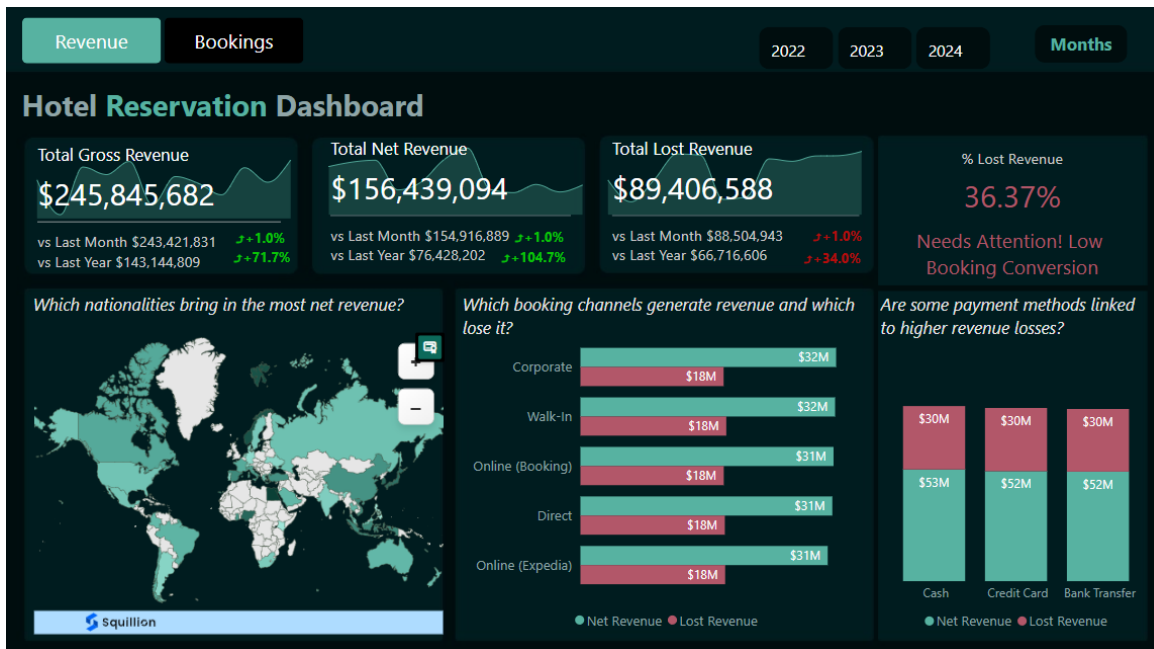 Revenue
Bookings
2022
2023
2024
Months
Hotel Reservation Dashboard
Total Gross Revenue
$245,845,682
vs Last Month $243,421,831 +1.0%
vs Last Year $143,144,809 +71.7%
Total Net Revenue
$156,439,094
vs Last Month $154,916,889 +1.0%
vs Last Year $76,428,202 +104.7%
Total Lost Revenue
$89,406,588
vs Last Month $88,504,943 +1.0%
vs Last Year $66,716,606 +34.0%
% Lost Revenue
36.37%
Needs Attention! Low
Booking Conversion
Which nationalities bring in the most net revenue?
+
−
Squillion
Which booking channels generate revenue and which
lose it?
Corporate
$32M
$18M
Walk-In
$32M
$18M
Online (Booking)
$31M
$18M
Direct
$31M
$18M
Online (Expedia)
$31M
$18M
Net Revenue Lost Revenue
Are some payment methods linked
to higher revenue losses?
$30M $30M $30M
$53M $52M $52M
Cash Credit Card Bank Transfer
Net Revenue Lost Revenue